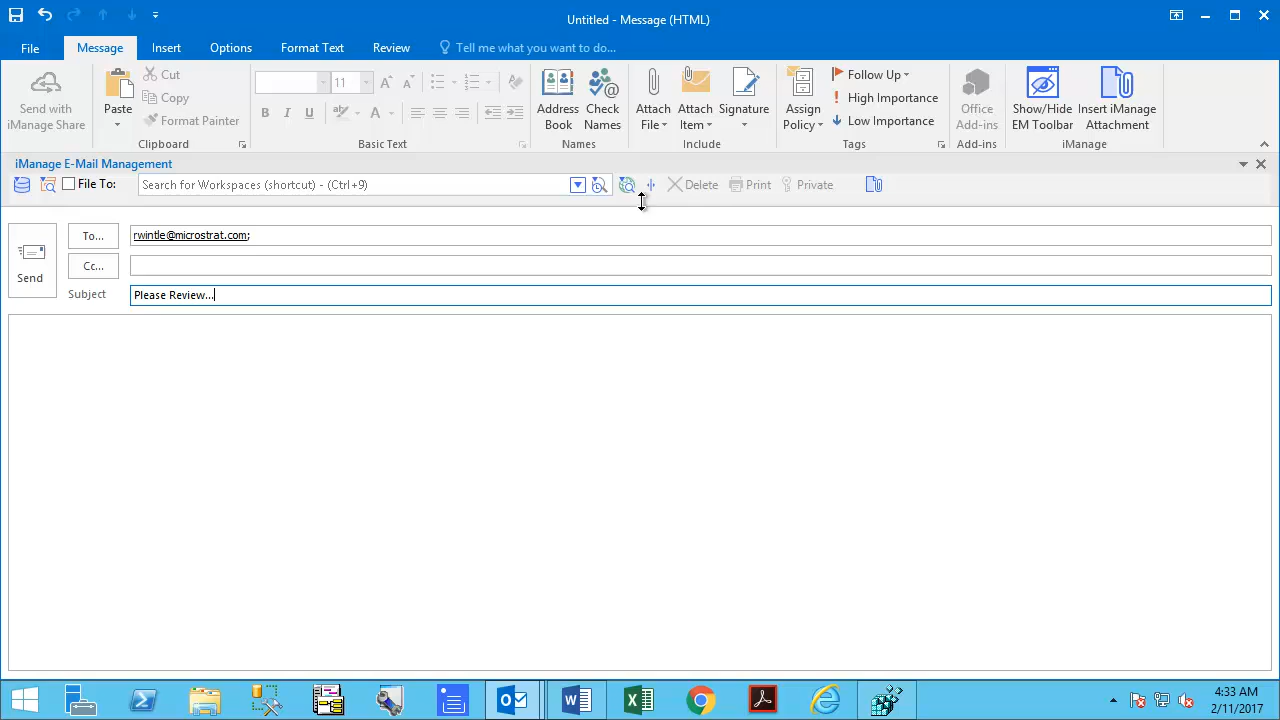 Untitled - Message (HTML)
File Message Insert Options Format Text Review Tell me what you want to do...
Send with iManage Share
Paste
Cut
Copy
Format Painter
Clipboard
11
B I U A
Basic Text
Address Book
Check Names
Names
Attach File
Attach Item
Signature
Include
Assign Policy
Follow Up
High Importance
Low Importance
Tags
Office Add-ins
Add-ins
Show/Hide EM Toolbar
Insert iManage Attachment
iManage
iManage E-Mail Management
File To: Search for Workspaces (shortcut) - (Ctrl+9) Delete Print Private
To... rwintle@microstrat.com;
Cc...
Send
Subject Please Review...
4:33 AM
2/11/2017